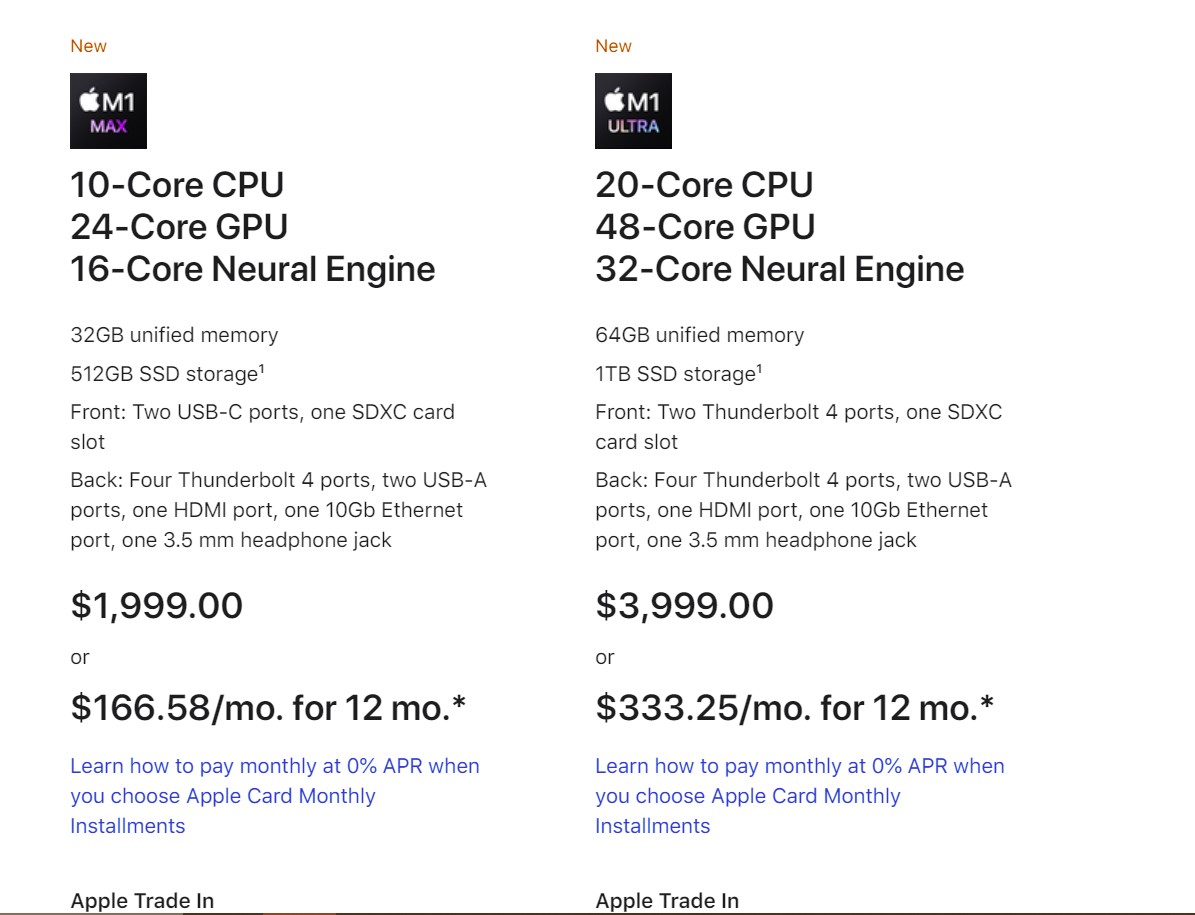 New
M1
MAX
10-Core CPU
24-Core GPU
16-Core Neural Engine
32GB unified memory
512GB SSD storage¹
Front: Two USB-C ports, one SDXC card
slot
Back: Four Thunderbolt 4 ports, two USB-A
ports, one HDMI port, one 10Gb Ethernet
port, one 3.5 mm headphone jack
$1,999.00
or
$166.58/mo. for 12 mo.*
Learn how to pay monthly at 0% APR when
you choose Apple Card Monthly
Installments
Apple Trade In
New
M1
ULTRA
20-Core CPU
48-Core GPU
32-Core Neural Engine
64GB unified memory
1TB SSD storage¹
Front: Two Thunderbolt 4 ports, one SDXC
card slot
Back: Four Thunderbolt 4 ports, two USB-A
ports, one HDMI port, one 10Gb Ethernet
port, one 3.5 mm headphone jack
$3,999.00
or
$333.25/mo. for 12 mo.*
Learn how to pay monthly at 0% APR when
you choose Apple Card Monthly
Installments
Apple Trade In